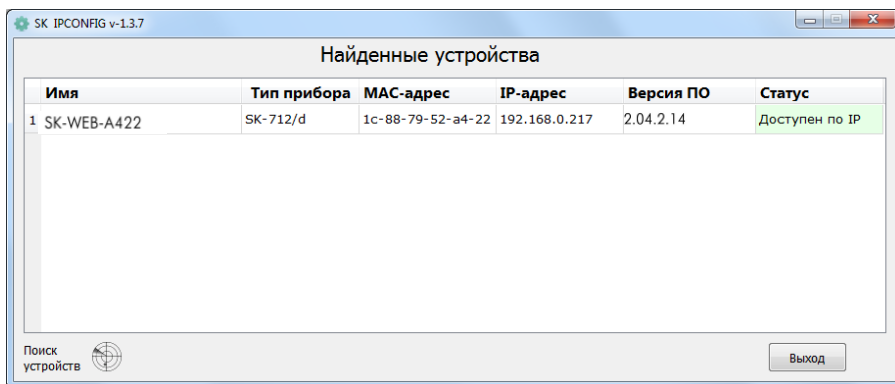 SK IPCONFIG v-1.3.7
Найденные устройства
Имя Тип прибора MAC-адрес IP-адрес Версия ПО Статус
1 SK-WEB-A422 SK-712/d 1c-88-79-52-a4-22 192.168.0.217 2.04.2.14 Доступен по IP
Поиск
устройств
Выход